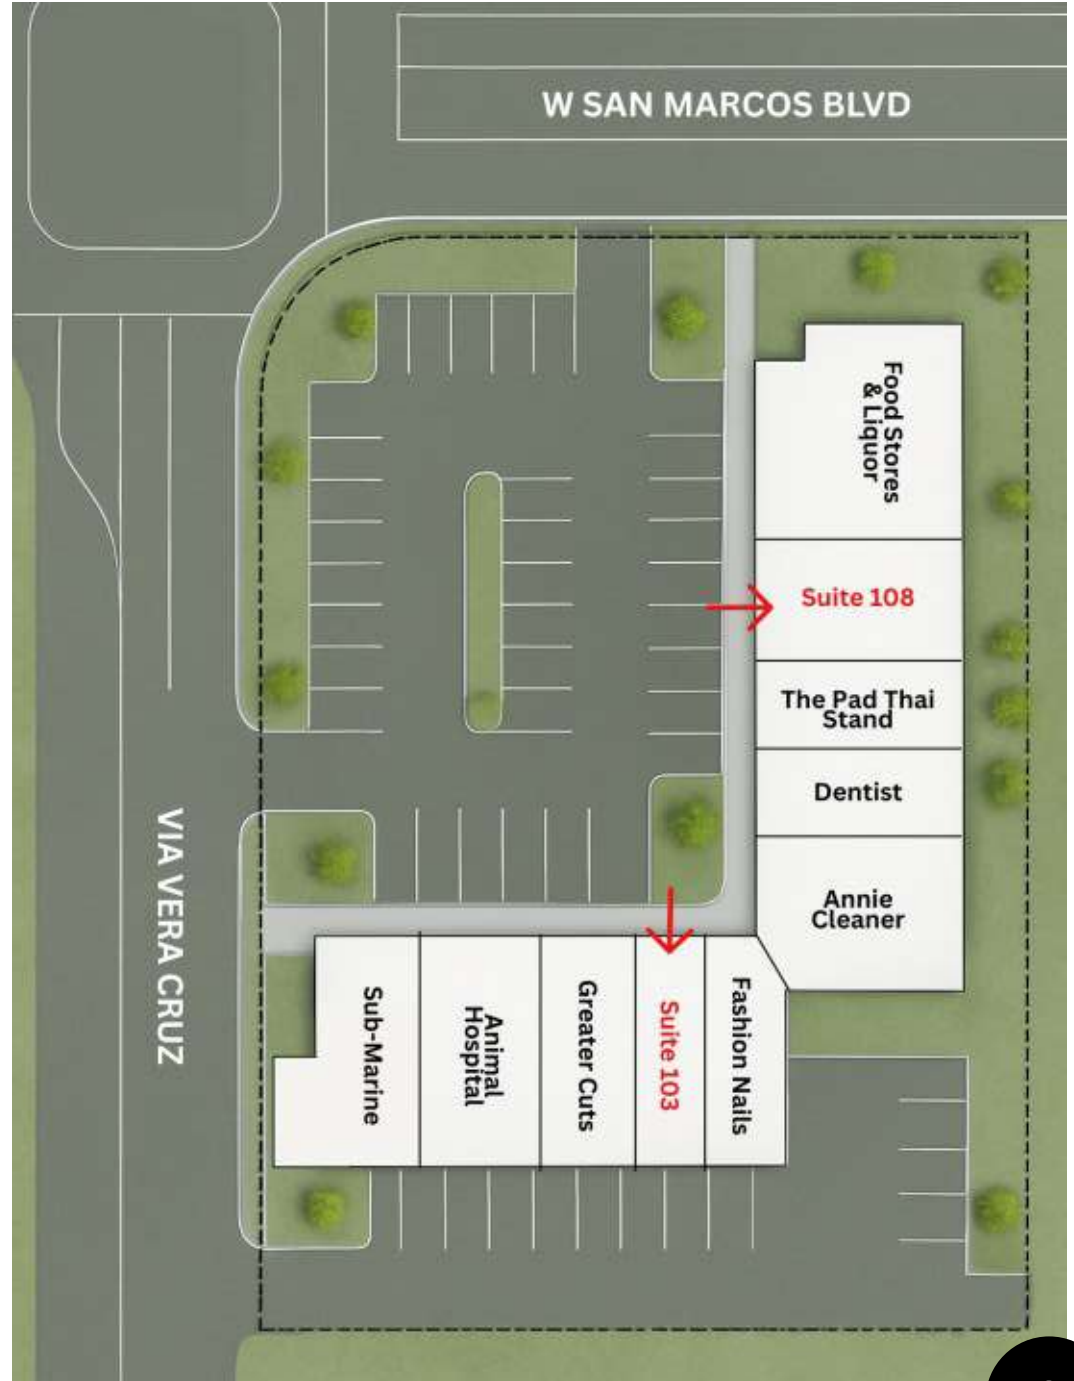 W SAN MARCOS BLVD
Food Stores
& Liquor
Suite 108
The Pad Thai
Stand
Dentist
Annie
Cleaner
VIA VERA CRUZ
Sub-Marine
Animal
Hospital
Greater Cuts
Suite 103
Fashion Nails